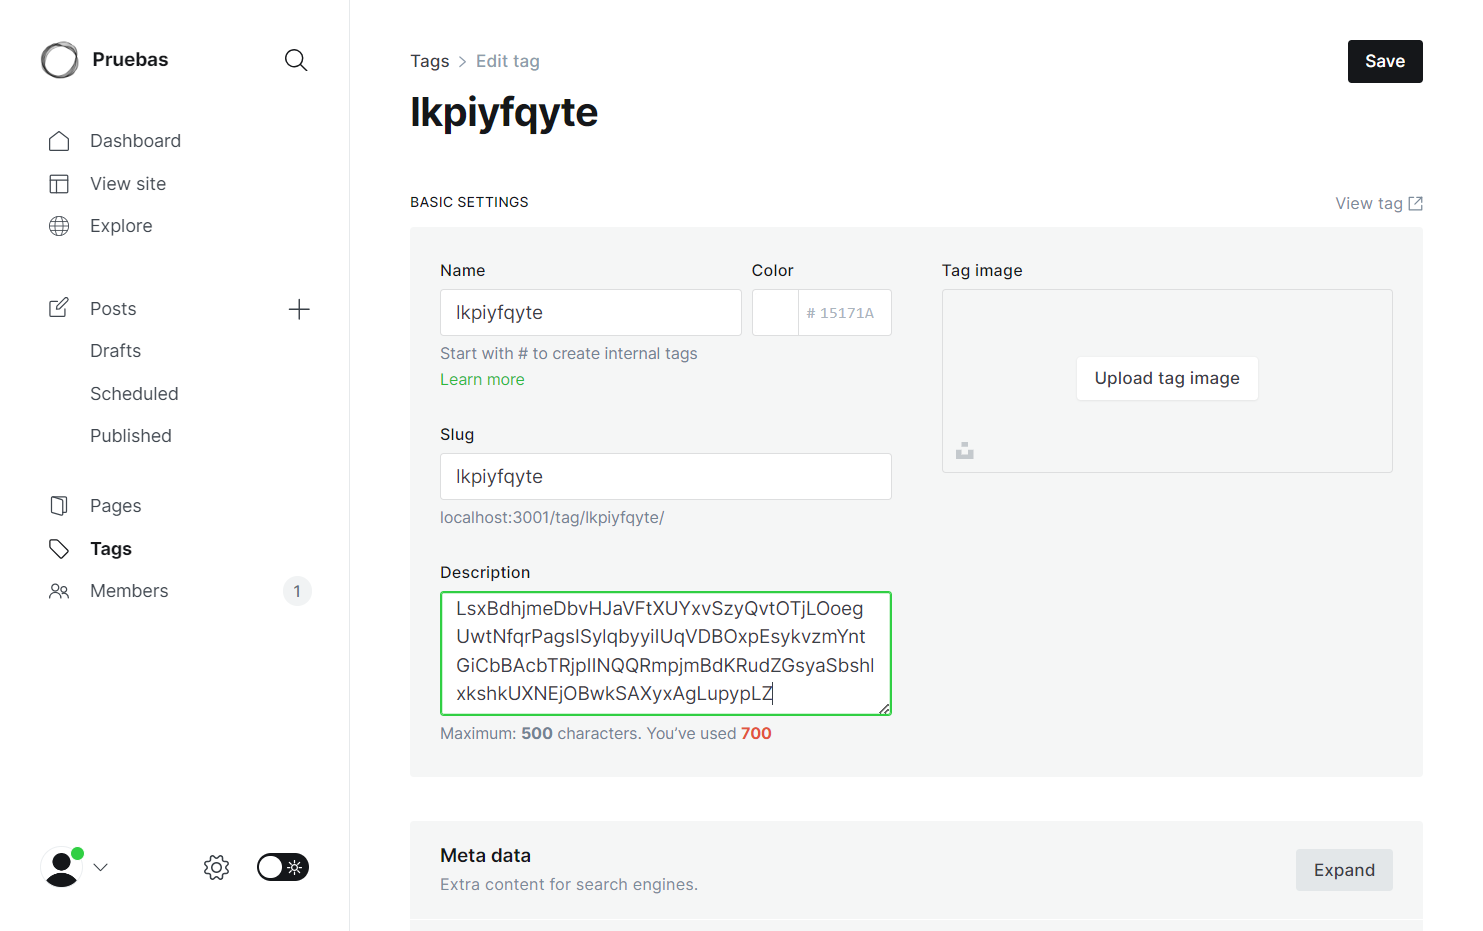 Pruebas
Dashboard
View site
Explore
Posts
Drafts
Scheduled
Published
Pages
Tags
Members
1
Tags > Edit tag
Save
lkpiyfqyte
BASIC SETTINGS
View tag
Name
lkpiyfqyte
Start with # to create internal tags
Learn more
Color
# 15171A
Slug
lkpiyfqyte
localhost:3001/tag/lkpiyfqyte/
Description
LsxBdhjmeDbvHJaVFtXUYxvSzyQvtOTjLOoeg
UwtNfqrPagsISylqbyyiIUqVDBOxpEsykvzmYnt
GiCbBAcbTRjpIINQQRmpjmBdKRudZGsyaSbshl
xkshkUXNEjOBwkSAXyxAgLupypLZ
Maximum: 500 characters. You’ve used 700
Tag image
Upload tag image
Meta data
Extra content for search engines.
Expand